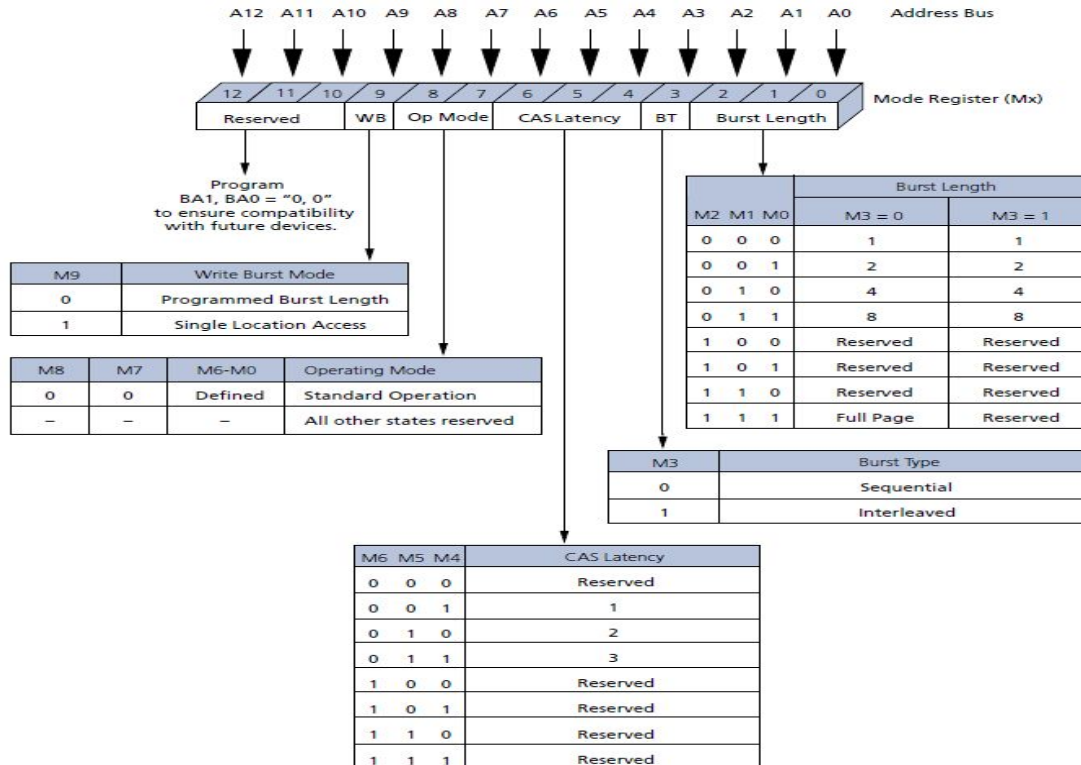 A12 A11 A10 A9 A8 A7 A6 A5 A4 A3 A2 A1 A0 Address Bus
12 11 10 9 8 7 6 5 4 3 2 1 0 Mode Register (Mx)
Reserved WB Op Mode CAS Latency BT Burst Length
Program
BA1, BA0 = “0, 0”
to ensure compatibility
with future devices.
M9 Write Burst Mode
0 Programmed Burst Length
1 Single Location Access
M8 M7 M6-M0 Operating Mode
0 0 Defined Standard Operation
– – – All other states reserved
Burst Length
M2 M1 M0 M3 = 0 M3 = 1
0 0 0 1 1
0 0 1 2 2
0 1 0 4 4
0 1 1 8 8
1 0 0 Reserved Reserved
1 0 1 Reserved Reserved
1 1 0 Reserved Reserved
1 1 1 Full Page Reserved
M3 Burst Type
0 Sequential
1 Interleaved
M6 M5 M4 CAS Latency
0 0 0 Reserved
0 0 1 1
0 1 0 2
0 1 1 3
1 0 0 Reserved
1 0 1 Reserved
1 1 0 Reserved
1 1 1 Reserved